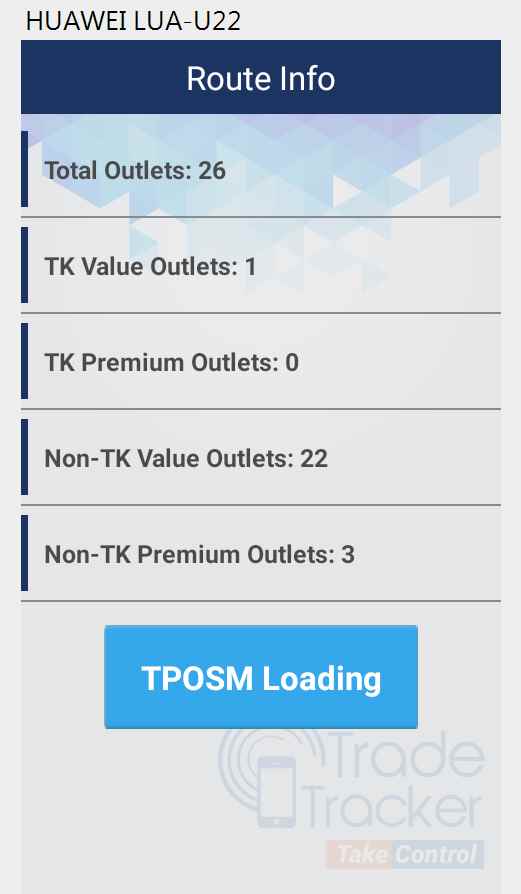 HUAWEI LUA-U22
Route Info
Total Outlets: 26
TK Value Outlets: 1
TK Premium Outlets: 0
Non-TK Value Outlets: 22
Non-TK Premium Outlets: 3
TPOSM Loading
Trade
Tracker
Take Control